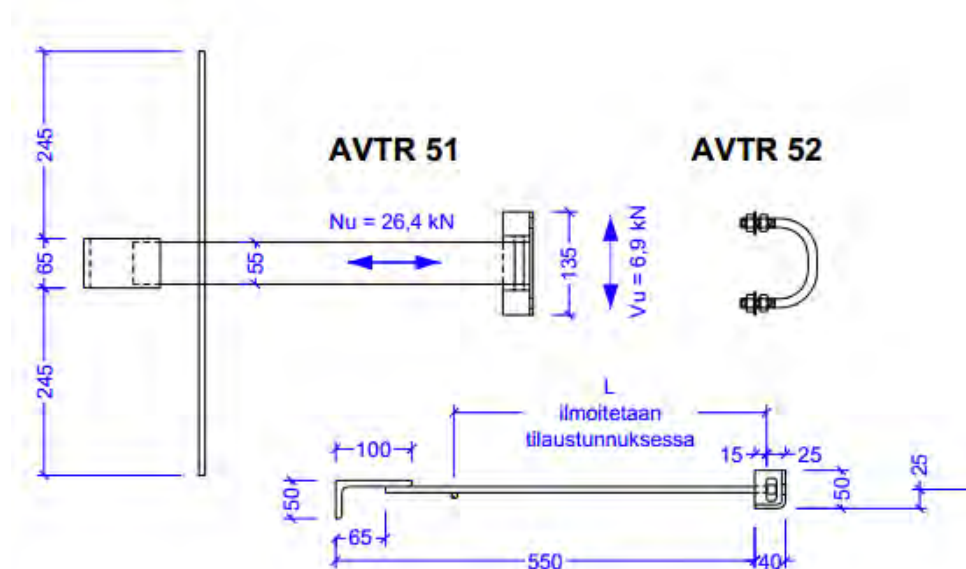 AVTR 51
AVTR 52
245
65
245
55
Nu = 26,4 kN
135
Vu = 6,9 kN
L
ilmoitetaan
tilaustunnuksessa
100
50
65
550
15
25
50
25
40